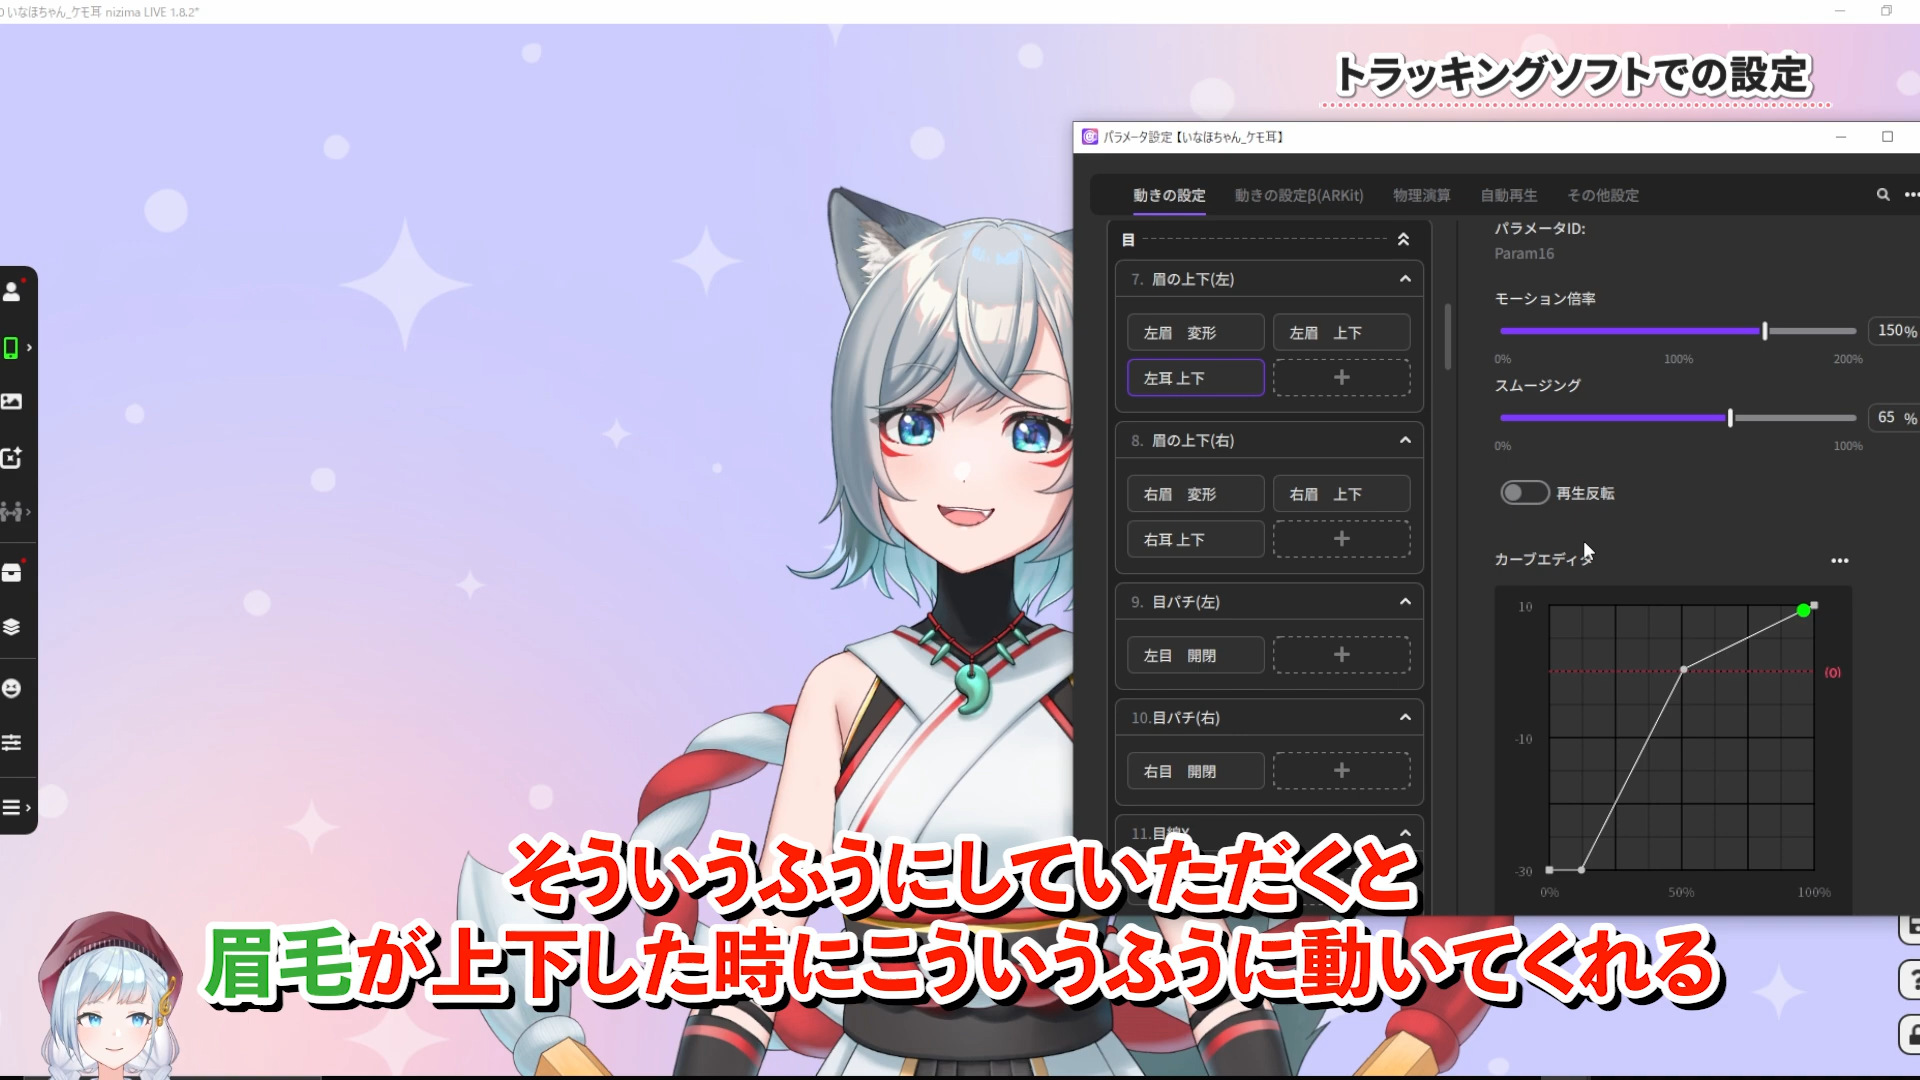 いなほちゃん_ケモ耳 nizima LIVE 1.8.2*
トラッキングソフトでの設定
パラメータ設定【いなほちゃん_ケモ耳】
動きの設定 動きの設定β(ARKit) 物理演算 自動再生 その他設定
目
7. 眉の上下(左)
左眉 変形 左眉 上下
左耳 上下 +
8. 眉の上下(右)
右眉 変形 右眉 上下
右耳 上下 +
9. 目パチ(左)
左目 開閉 +
10.目パチ(右)
右目 開閉 +
11.目線X
パラメータID:
Param16
モーション倍率
150%
0% 100% 200%
スムージング
65 %
0% 100%
再生反転
カーブエディタ
10
(0)
-10
-30
0% 50% 100%
そういうふうにしていただくと
眉毛が上下した時にこういうふうに動いてくれる